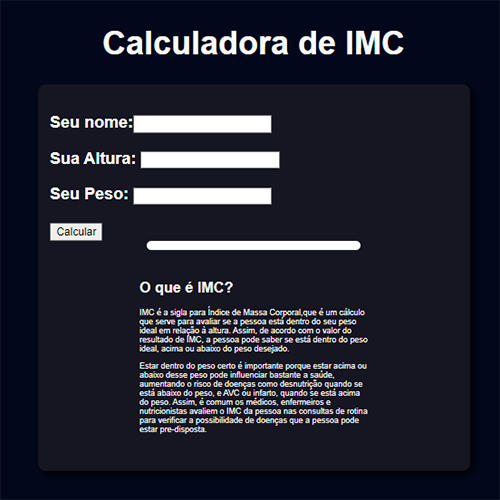 Calculadora de IMC
Seu nome:
Sua Altura:
Seu Peso:
Calcular
O que é IMC?
IMC é a sigla para Índice de Massa Corporal,que é um cálculo
que serve para avaliar se a pessoa está dentro do seu peso
ideal em relação à altura. Assim, de acordo com o valor do
resultado de IMC, a pessoa pode saber se está dentro do peso
ideal, acima ou abaixo do peso desejado.
Estar dentro do peso certo é importante porque estar acima ou
abaixo desse peso pode influenciar bastante a saúde,
aumentando o risco de doenças como desnutrição quando se
está abaixo do peso, e AVC ou infarto, quando se está acima
do peso. Assim, é comum os médicos, enfermeiros e
nutricionistas avaliem o IMC da pessoa nas consultas de rotina
para verificar a possibilidade de doenças que a pessoa pode
estar pre-disposta.